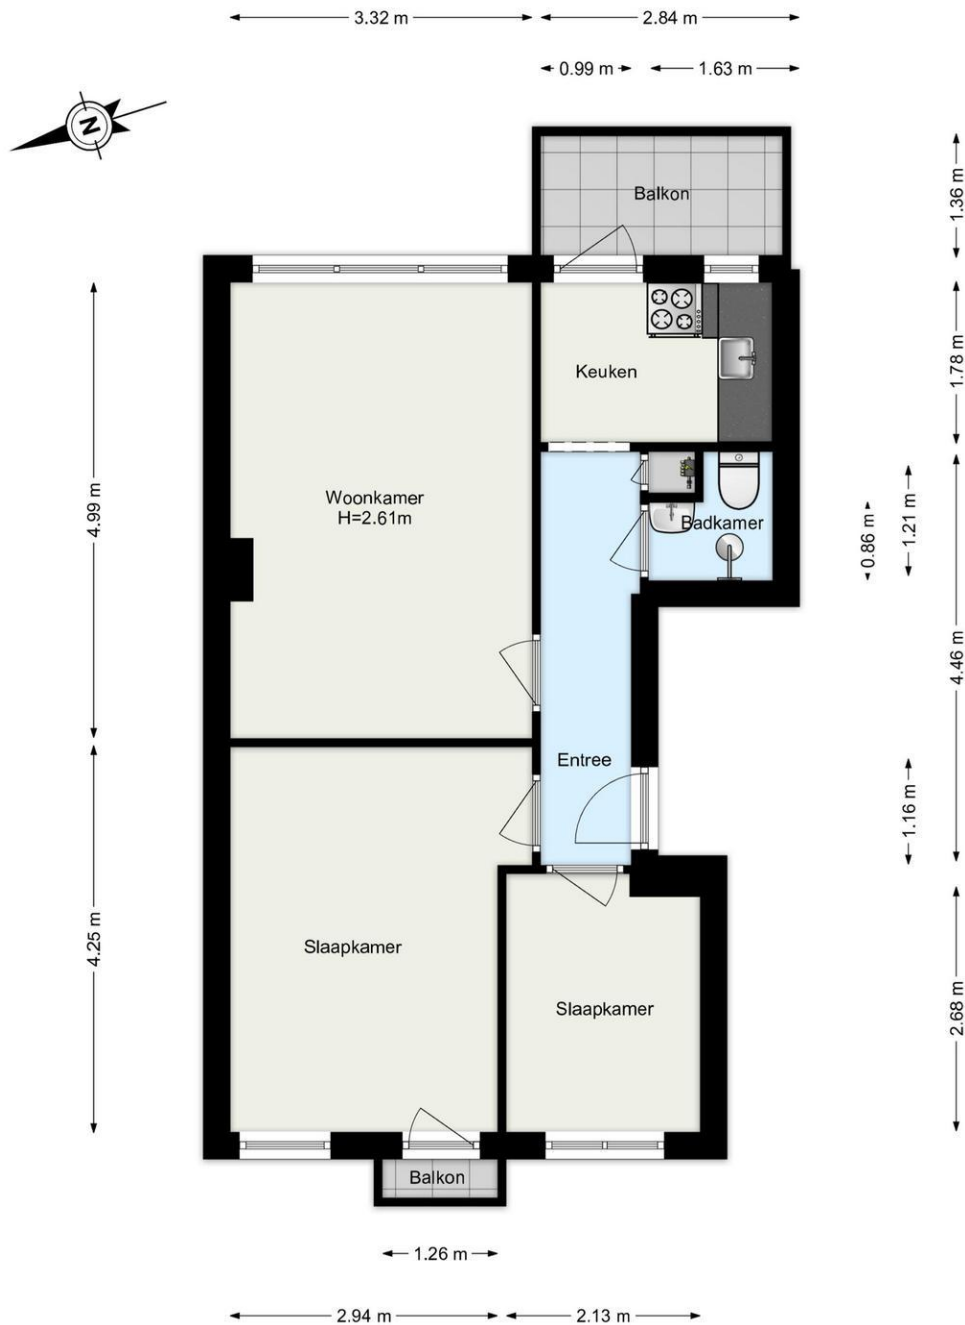 3.32 m
2.84 m
0.99 m
1.63 m
N
Balkon
1.36 m
Keuken
1.78 m
Woonkamer
H=2.61m
4.99 m
Badkamer
0.86 m
1.21 m
4.46 m
Entree
1.16 m
Slaapkamer
4.25 m
Slaapkamer
2.68 m
Balkon
1.26 m
2.94 m
2.13 m